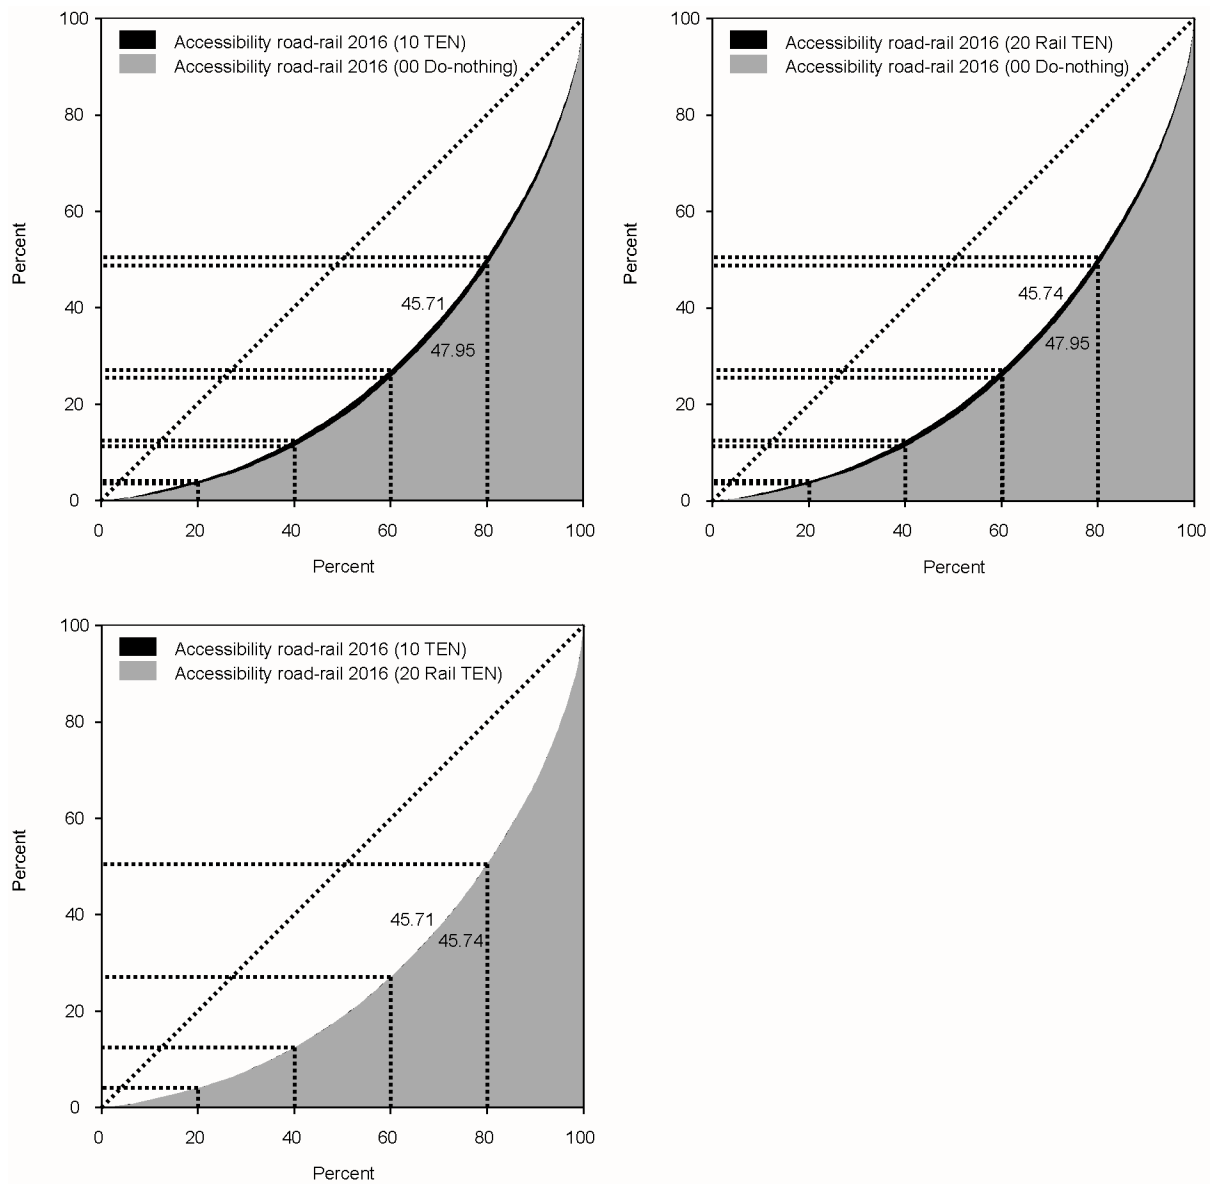 100
Accessibility road-rail 2016 (10 TEN)
Accessibility road-rail 2016 (00 Do-nothing)
80
60
Percent
45.71
40
47.95
20
0
0 20 40 60 80 100
Percent
100
Accessibility road-rail 2016 (20 Rail TEN)
Accessibility road-rail 2016 (00 Do-nothing)
80
60
Percent
45.74
40
47.95
20
0
0 20 40 60 80 100
Percent
100
Accessibility road-rail 2016 (10 TEN)
Accessibility road-rail 2016 (20 Rail TEN)
80
60
Percent
45.71
40
45.74
20
0
0 20 40 60 80 100
Percent